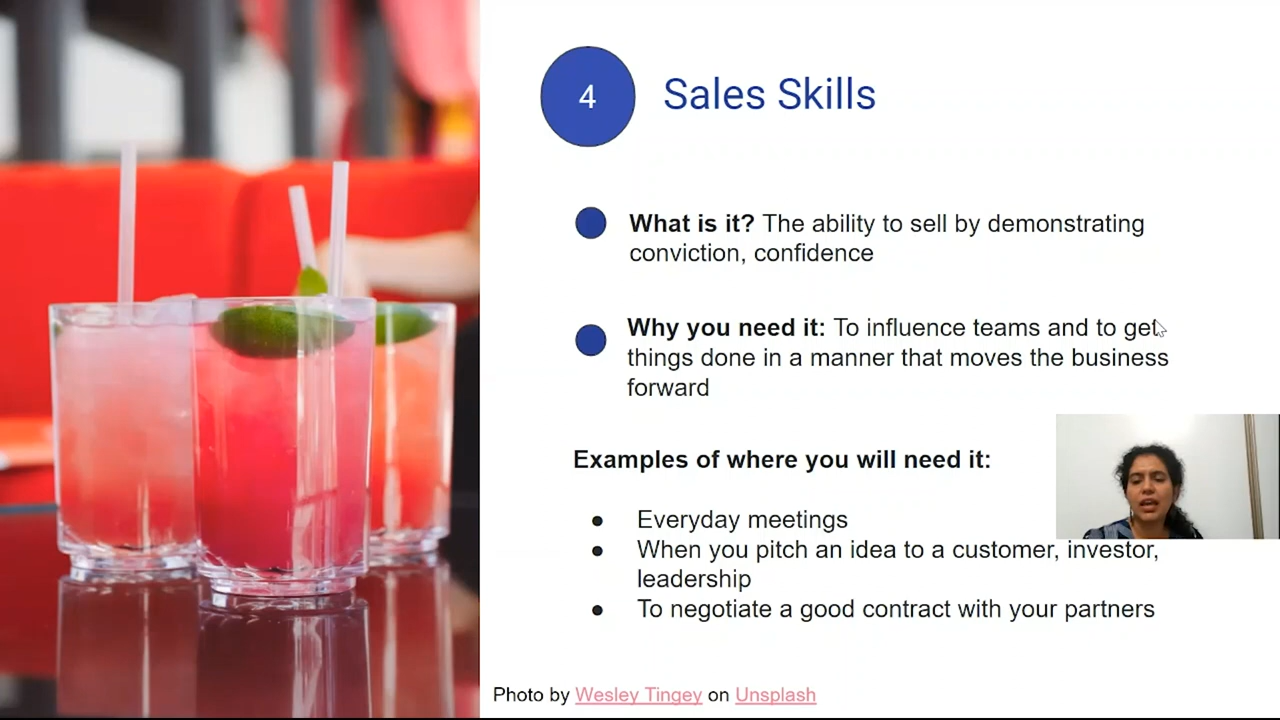 4
Sales Skills
What is it? The ability to sell by demonstrating
conviction, confidence
Why you need it: To influence teams and to get
things done in a manner that moves the business
forward
Examples of where you will need it:
Everyday meetings
When you pitch an idea to a customer, investor,
leadership
To negotiate a good contract with your partners
Photo by Wesley Tingey on Unsplash